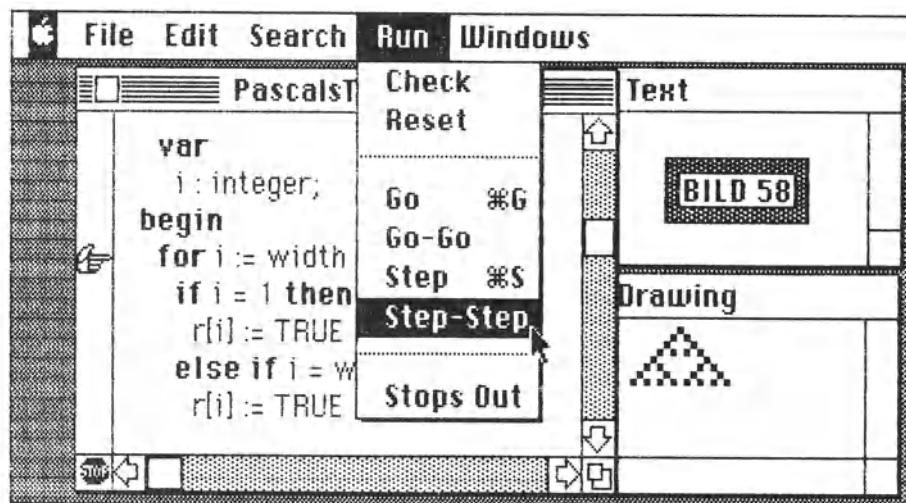 File Edit Search Run Windows
PascalsT
Check
Reset
Go ⌘G
Go-Go
Step ⌘S
Step-Step
Stops Out
var
i : integer;
begin
for i := width
if i = 1 then
r[i] := TRUE
else if i = w
r[i] := TRUE
Text
BILD 58
Drawing